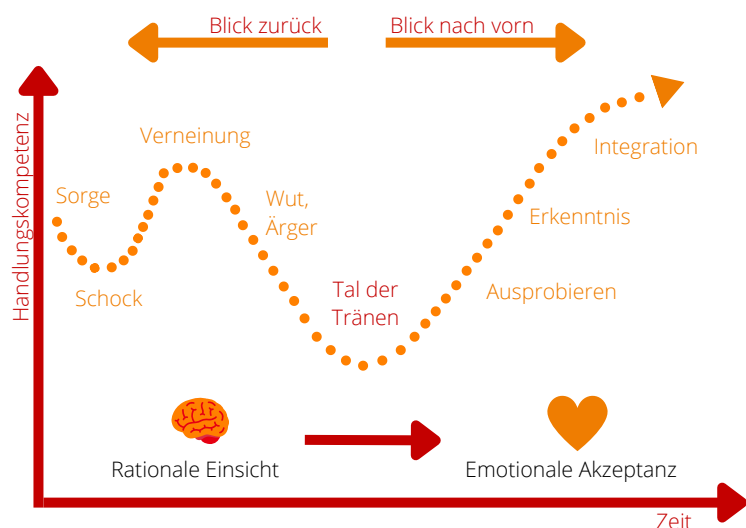 Blick zurück
Blick nach vorn
Handlungskompetenz
Verneinung
Integration
Sorge
Wut,
Ärger
Erkenntnis
Schock
Tal der
Tränen
Ausprobieren
Rationale Einsicht
Emotionale Akzeptanz
Zeit